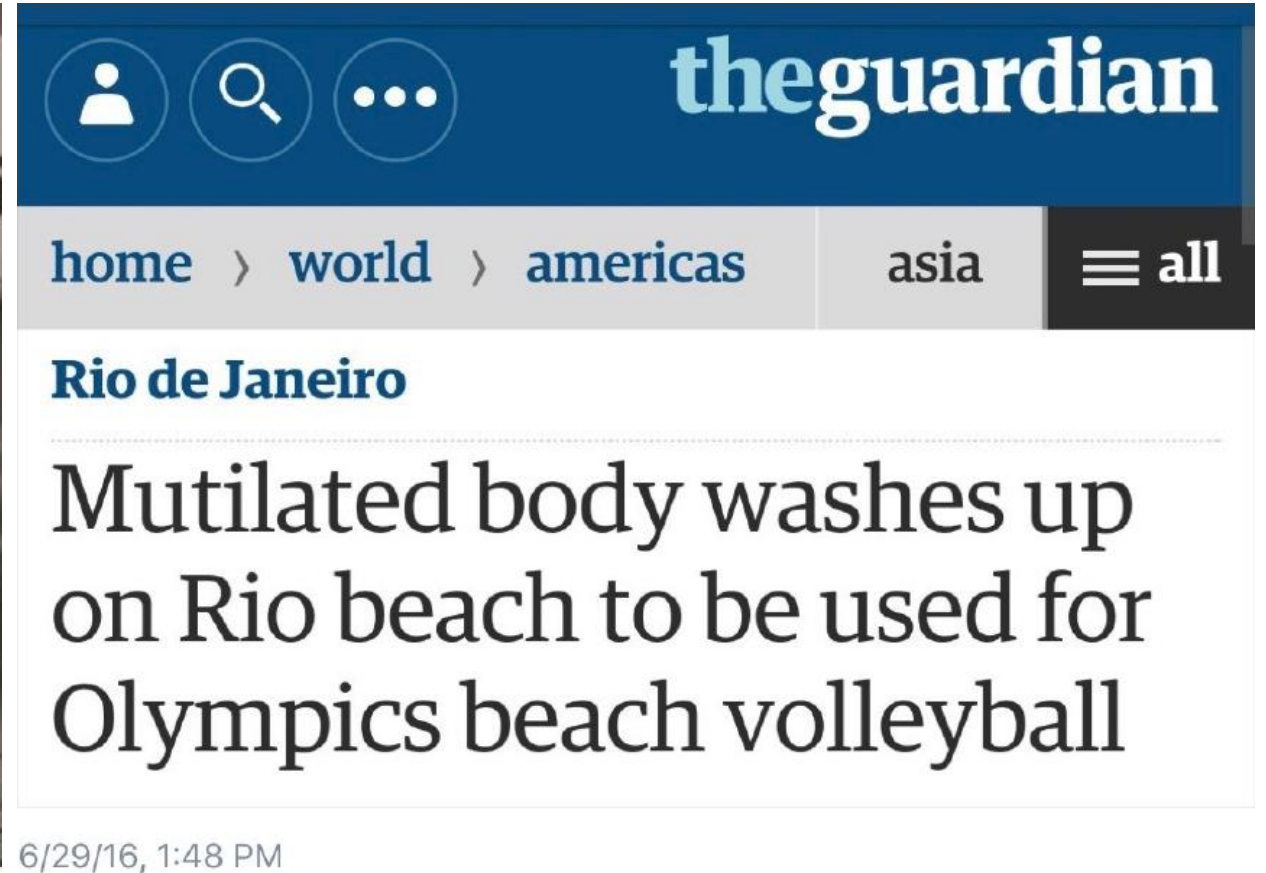 theguardian
home › world › americas asia all
Rio de Janeiro
Mutilated body washes up
on Rio beach to be used for
Olympics beach volleyball
6/29/16, 1:48 PM